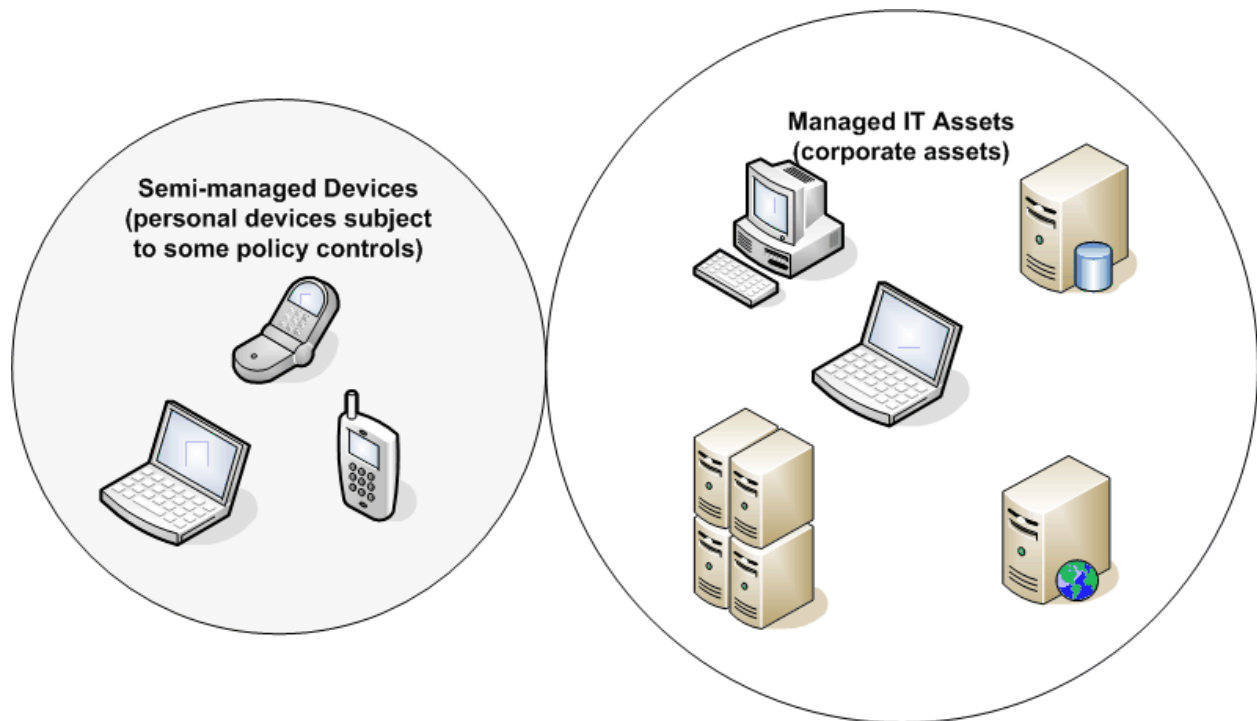 Semi-managed Devices
(personal devices subject
to some policy controls)
Managed IT Assets
(corporate assets)